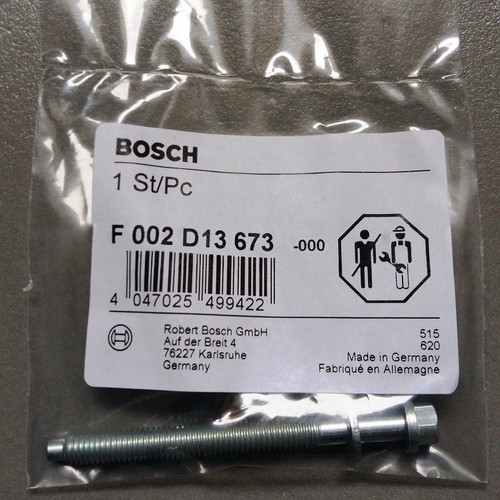 BOSCH
1 St/Pc
F 002 D13 673 -000
4 047025 499422
Robert Bosch GmbH
Auf der Breit 4
76227 Karlsruhe
Germany
515
620
Made in Germany
Fabriqué en Allemagne